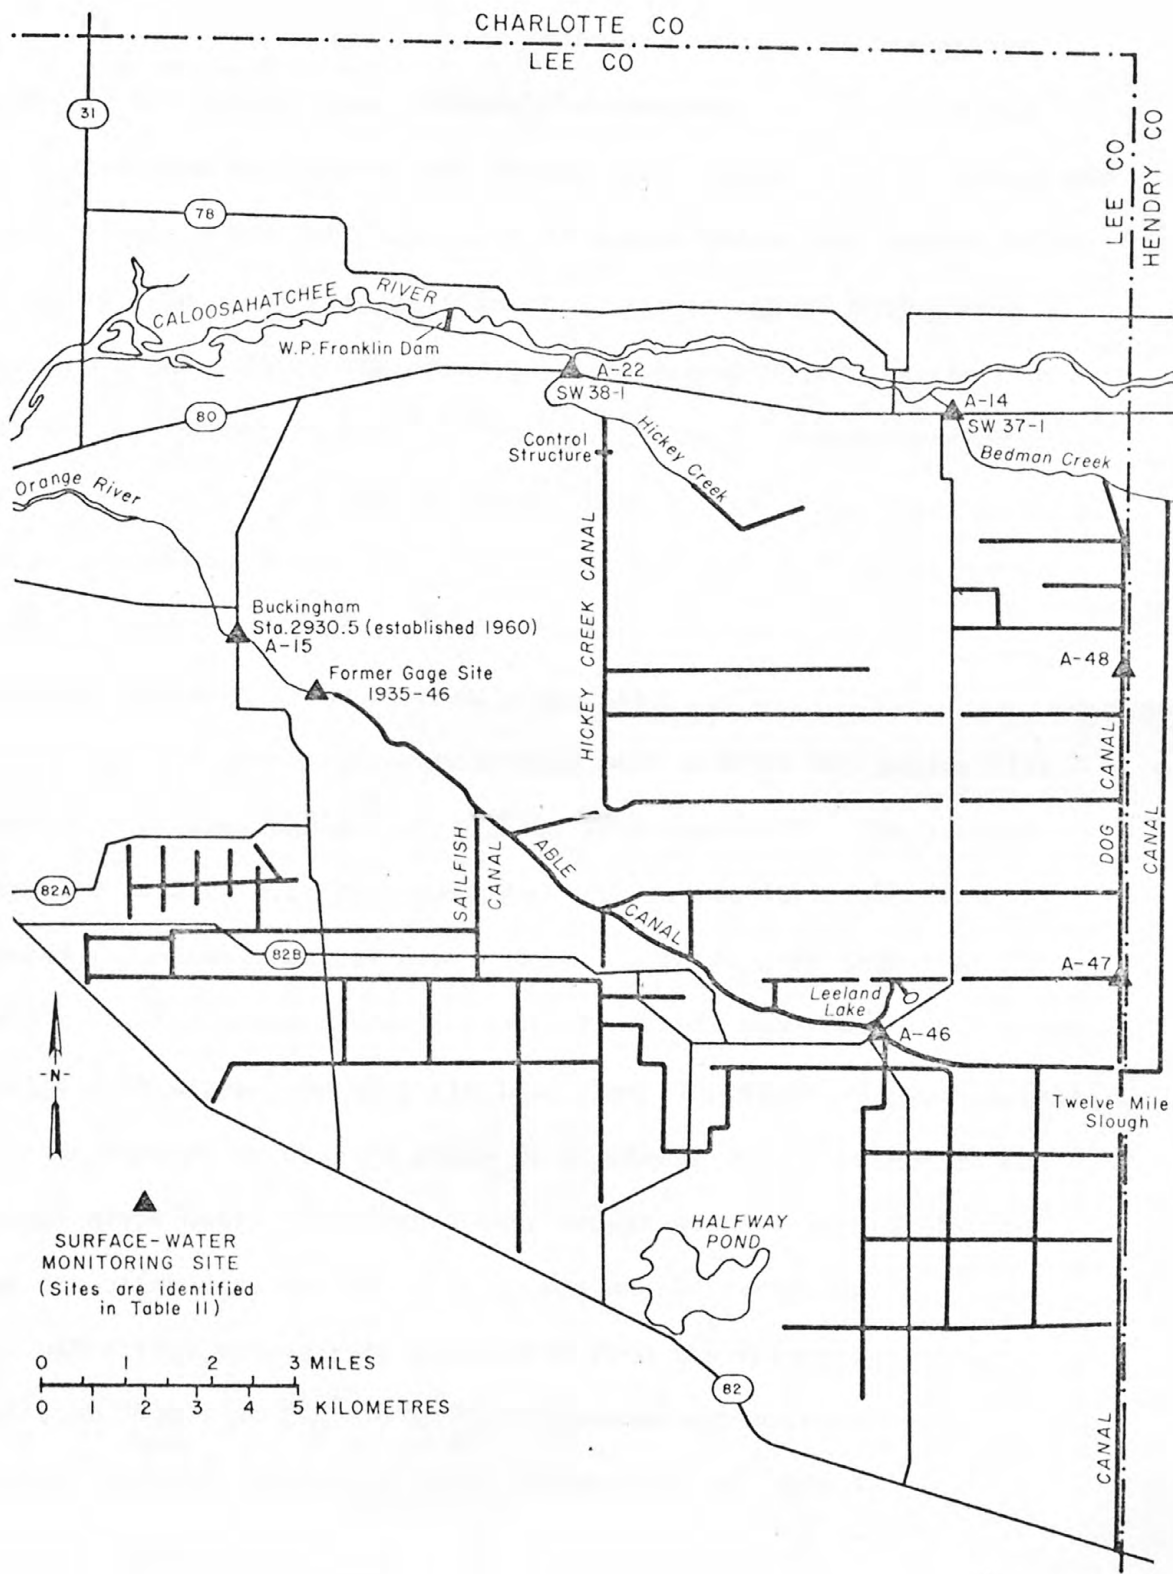 CHARLOTTE CO
LEE CO
LEE CO
HENDRY CO
31
78
CALOOSAHATCHEE RIVER
W.P. Franklin Dam
A-22
SW 38-1
80
A-14
SW 37-1
Bedman Creek
Control
Structure
Hickey Creek
Orange River
HICKEY CREEK CANAL
Buckingham
Sta. 2930.5 (established 1960)
A-15
Former Gage Site
1935-46
A-48
DOG CANAL
CANAL
SAILFISH
CANAL
ABLE
CANAL
82A
82B
A-47
Leeland
Lake
A-46
-N-
Twelve Mile
Slough
HALFWAY
POND
SURFACE-WATER
MONITORING SITE
(Sites are identified
in Table 11)
0 1 2 3 MILES
0 1 2 3 4 5 KILOMETRES
82
CANAL